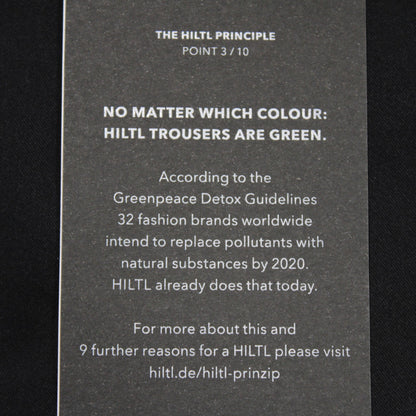 THE HILTL PRINCIPLE
POINT 3 / 10
NO MATTER WHICH COLOUR:
HILTL TROUSERS ARE GREEN.
According to the
Greenpeace Detox Guidelines
32 fashion brands worldwide
intend to replace pollutants with
natural substances by 2020.
HILTL already does that today.
For more about this and
9 further reasons for a HILTL please visit
hiltl.de/hiltl-prinzip